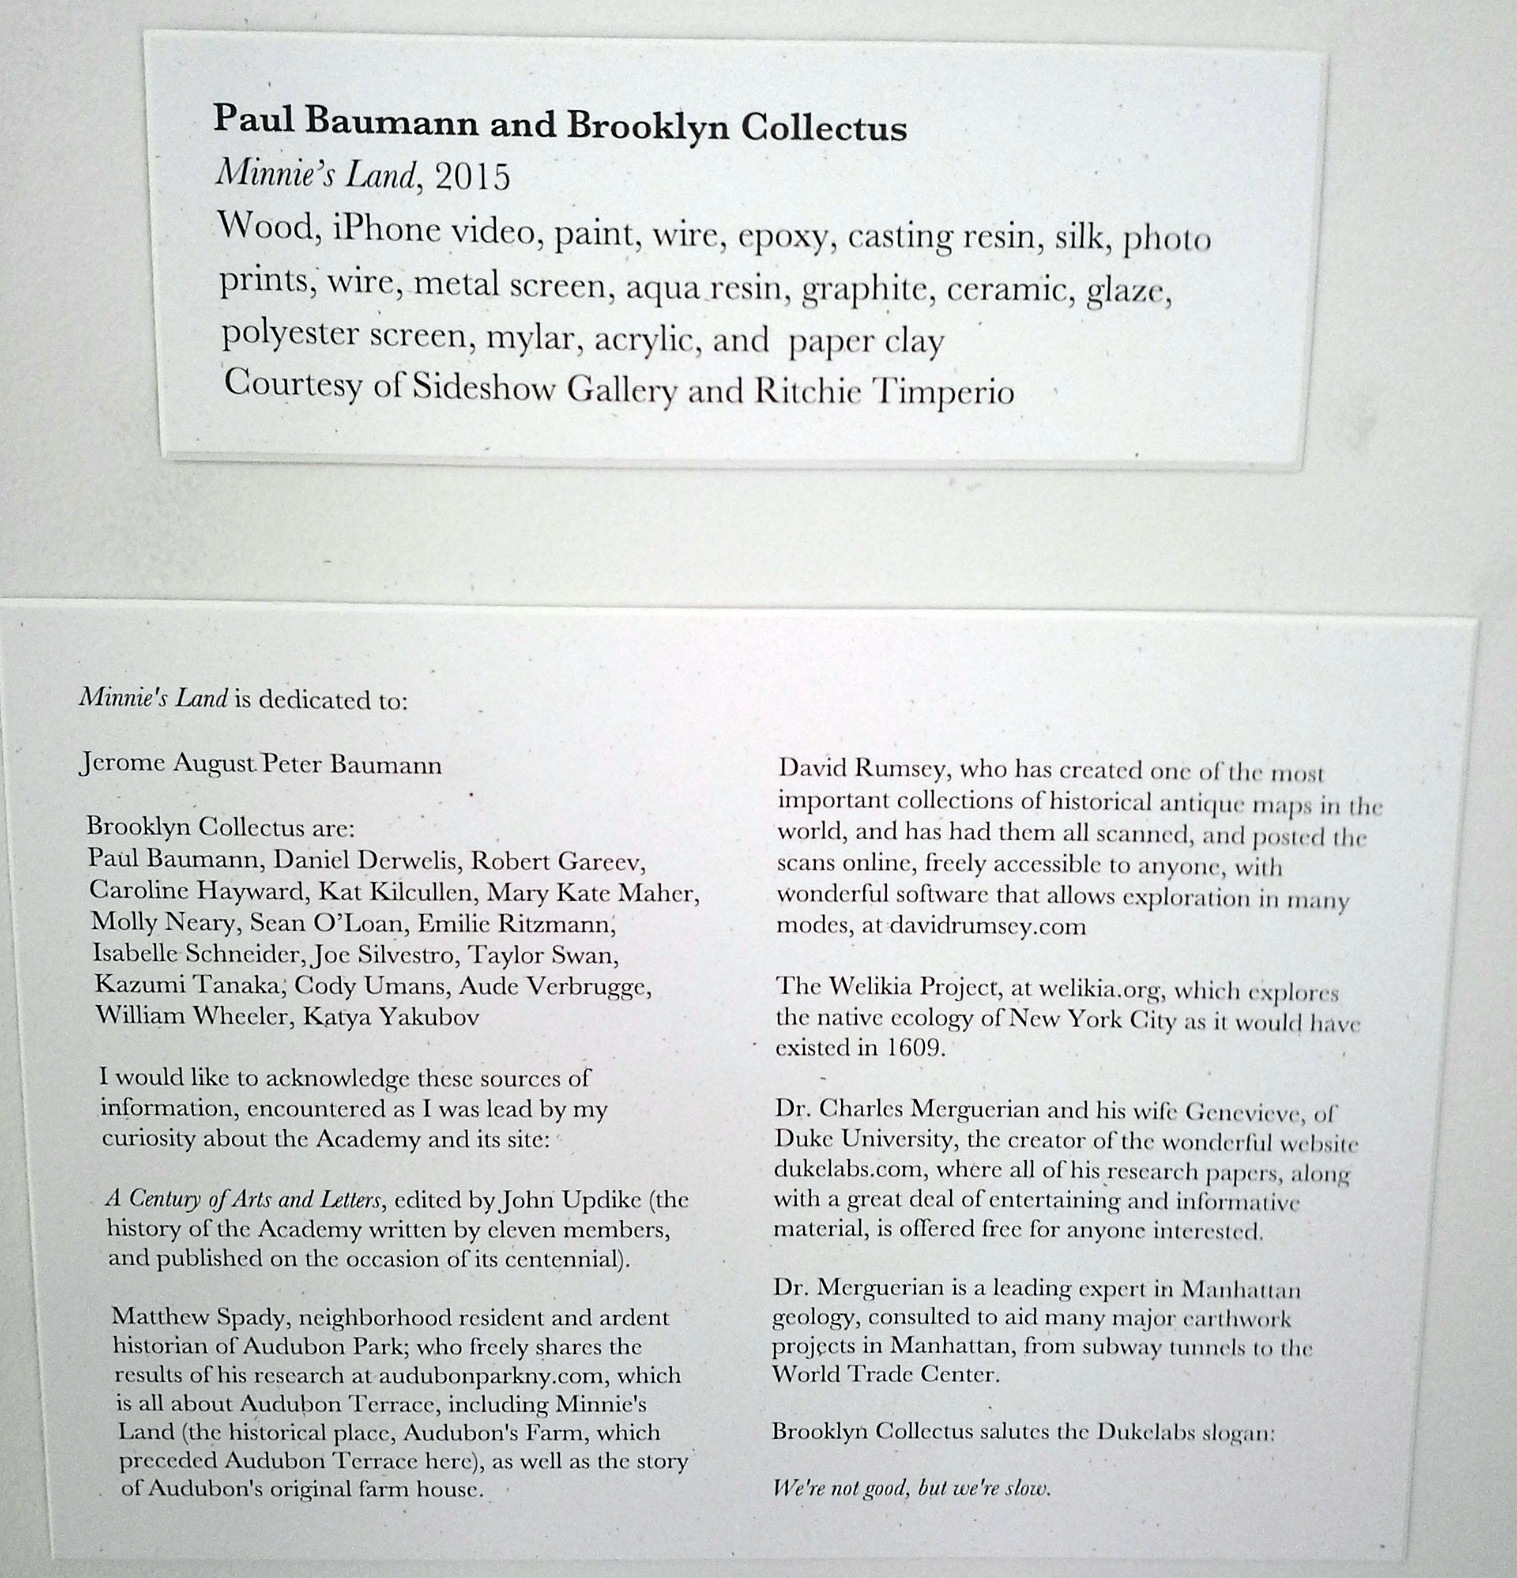 Paul Baumann and Brooklyn Collectus
Minnie's Land, 2015
Wood, iPhone video, paint, wire, epoxy, casting resin, silk, photo
prints, wire, metal screen, aqua resin, graphite, ceramic, glaze,
polyester screen, mylar, acrylic, and paper clay
Courtesy of Sideshow Gallery and Ritchie Timperio
Minnie's Land is dedicated to:
Jerome August Peter Baumann
Brooklyn Collectus are:
Paul Baumann, Daniel Derwelis, Robert Gareev,
Caroline Hayward, Kat Kilcullen, Mary Kate Maher,
Molly Neary, Sean O'Loan, Emilie Ritzmann,
Isabelle Schneider, Joe Silvestro, Taylor Swan,
Kazumi Tanaka, Cody Umans, Aude Verbrugge,
William Wheeler, Katya Yakubov
I would like to acknowledge these sources of
information, encountered as I was lead by my
curiosity about the Academy and its site:
A Century of Arts and Letters, edited by John Updike (the
history of the Academy written by eleven members,
and published on the occasion of its centennial).
Matthew Spady, neighborhood resident and ardent
historian of Audubon Park; who freely shares the
results of his research at audubonparkny.com, which
is all about Audubon Terrace, including Minnie's
Land (the historical place, Audubon's Farm, which
preceded Audubon Terrace here), as well as the story
of Audubon's original farm house.
David Rumsey, who has created one of the most
important collections of historical antique maps in the
world, and has had them all scanned, and posted the
scans online, freely accessible to anyone, with
wonderful software that allows exploration in many
modes, at davidrumsey.com
The Welikia Project, at welikia.org, which explores
the native ecology of New York City as it would have
existed in 1609.
Dr. Charles Merguerian and his wife Genevieve, of
Duke University, the creator of the wonderful website
dukelabs.com, where all of his research papers, along
with a great deal of entertaining and informative
material, is offered free for anyone interested.
Dr. Merguerian is a leading expert in Manhattan
geology, consulted to aid many major earthwork
projects in Manhattan, from subway tunnels to the
World Trade Center.
Brooklyn Collectus salutes the Dukelabs slogan:
We're not good, but we're slow.